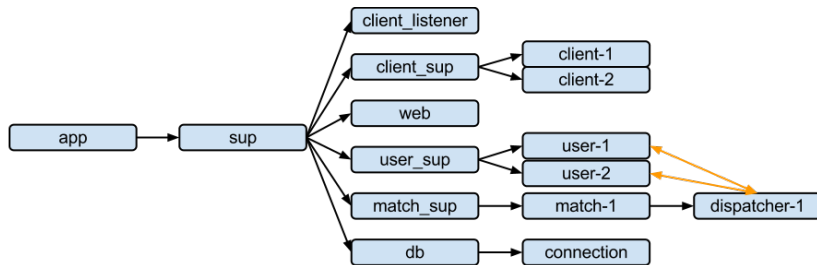 client_listener
client_sup
client-1
client-2
web
app
sup
user_sup
user-1
user-2
match_sup
match-1
dispatcher-1
db
connection